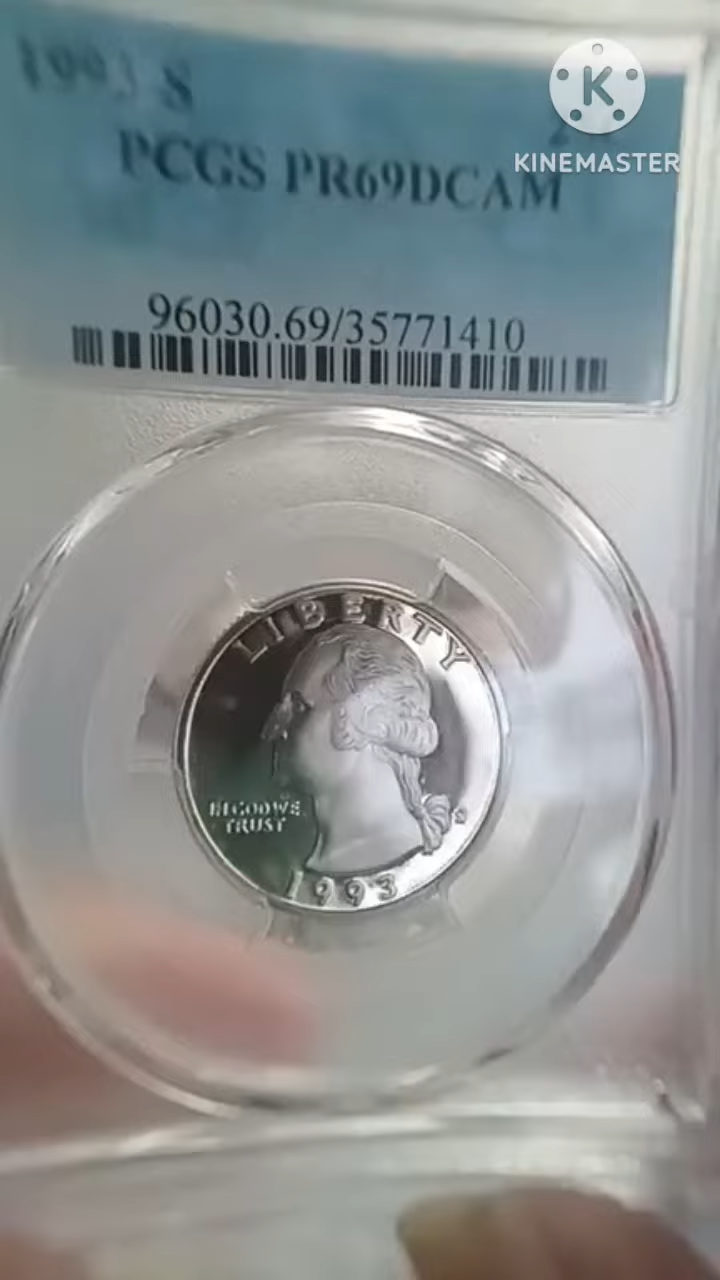 1993 S
K
KINEMASTER
PCGS PR69DCAM
96030.69/35771410
LIBERTY
IN GOD WE
TRUST
1993